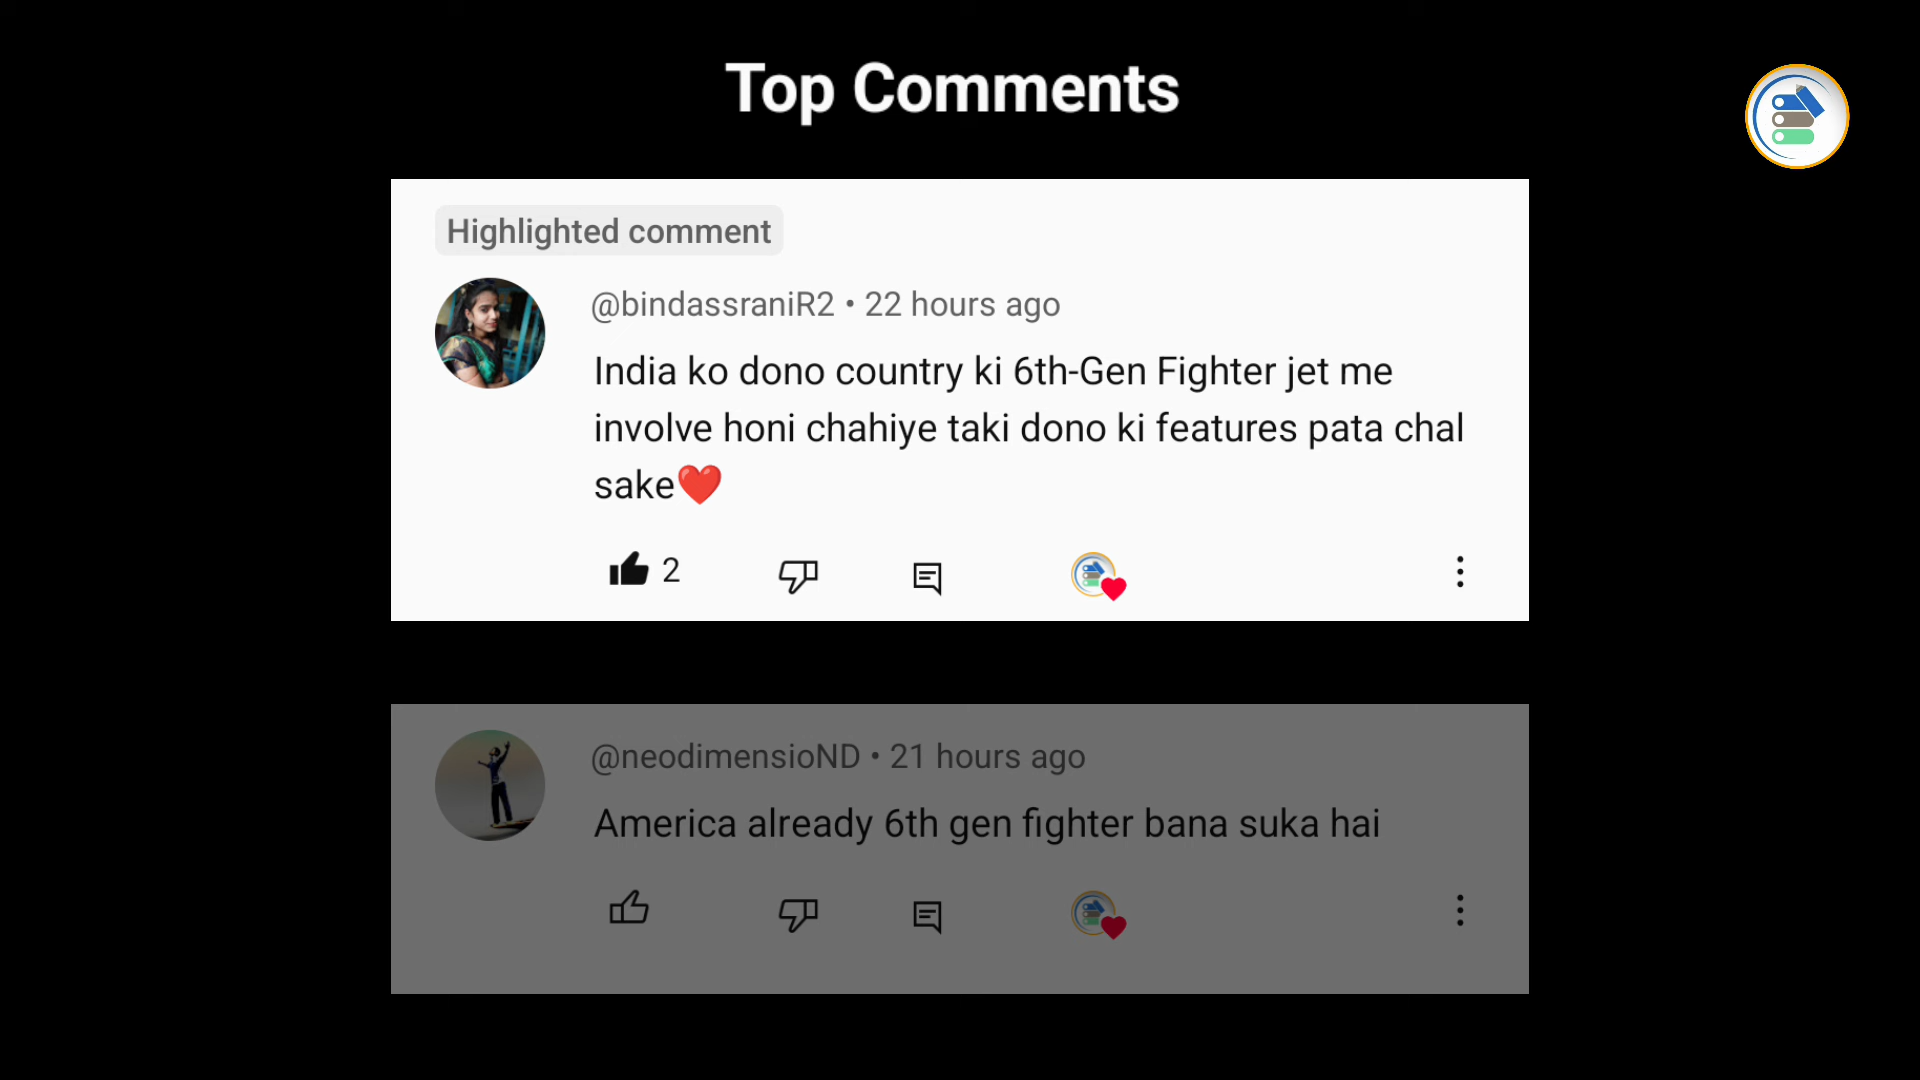 Top Comments
Highlighted comment
@bindassraniR2 • 22 hours ago
India ko dono country ki 6th-Gen Fighter jet me
involve honi chahiye taki dono ki features pata chal
sake❤️
2
@neodimensioND • 21 hours ago
America already 6th gen fighter bana suka hai